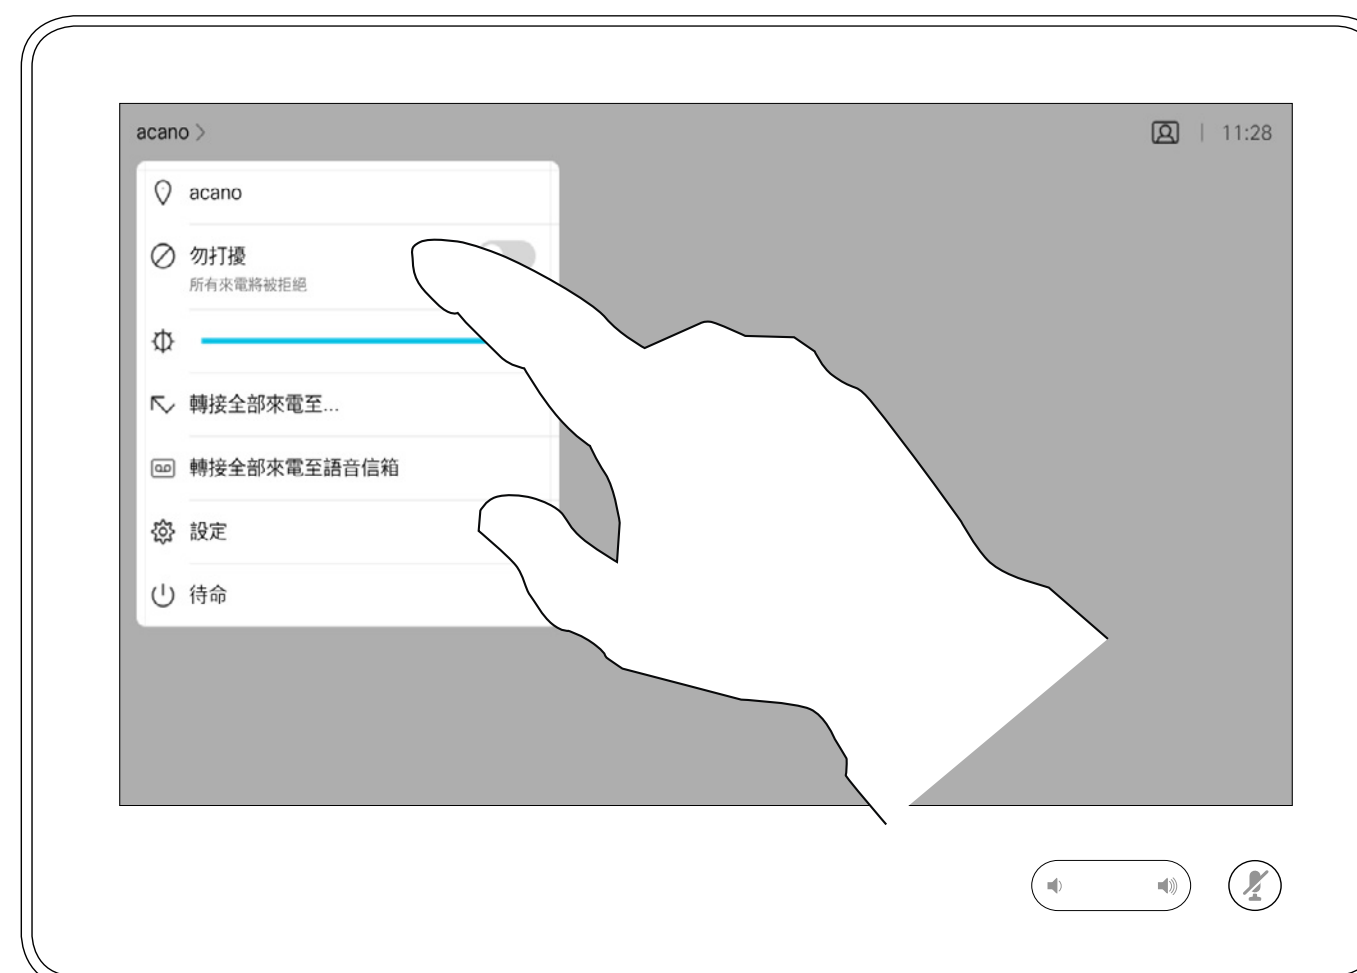 acano >
11:28
acano
勿打擾
所有來電將被拒絕
轉接全部來電至...
轉接全部來電至語音信箱
設定
待命